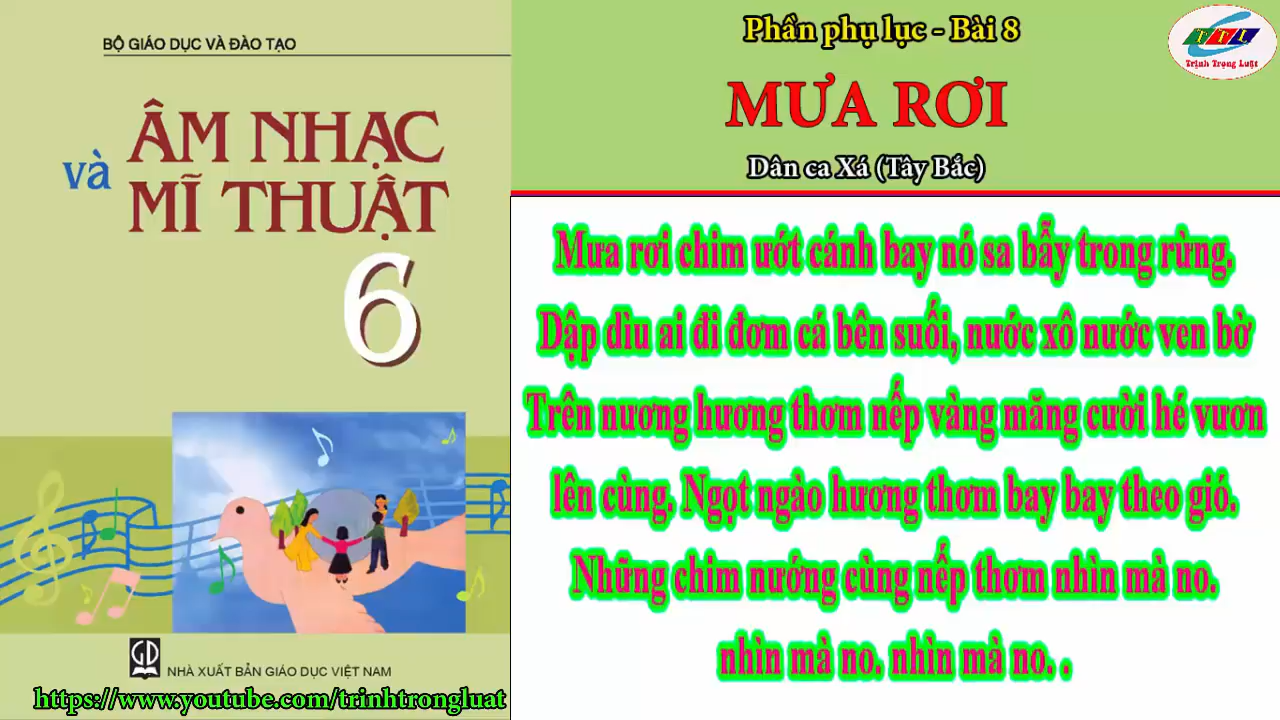 BỘ GIÁO DỤC VÀ ĐÀO TẠO
ÂM NHẠC
và
MĨ THUẬT
6
GD
NHÀ XUẤT BẢN GIÁO DỤC VIỆT NAM
https://www.youtube.com/trinhtrongluat
Phần phụ lục - Bài 8
MƯA RƠI
Dân ca Xá (Tây Bắc)
TTL
Trịnh Trọng Luật
Mưa rơi chim ướt cánh bay nó sa bẫy trong rừng.
Dập dìu ai đi đơm cá bên suối, nước xô nước ven bờ
Trên nương hương thơm nếp vàng măng cười hé vươn
lên cùng. Ngọt ngào hương thơm bay bay theo gió.
Những chim nướng cùng nếp thơm nhìn mà no.
nhìn mà no. nhìn mà no. .